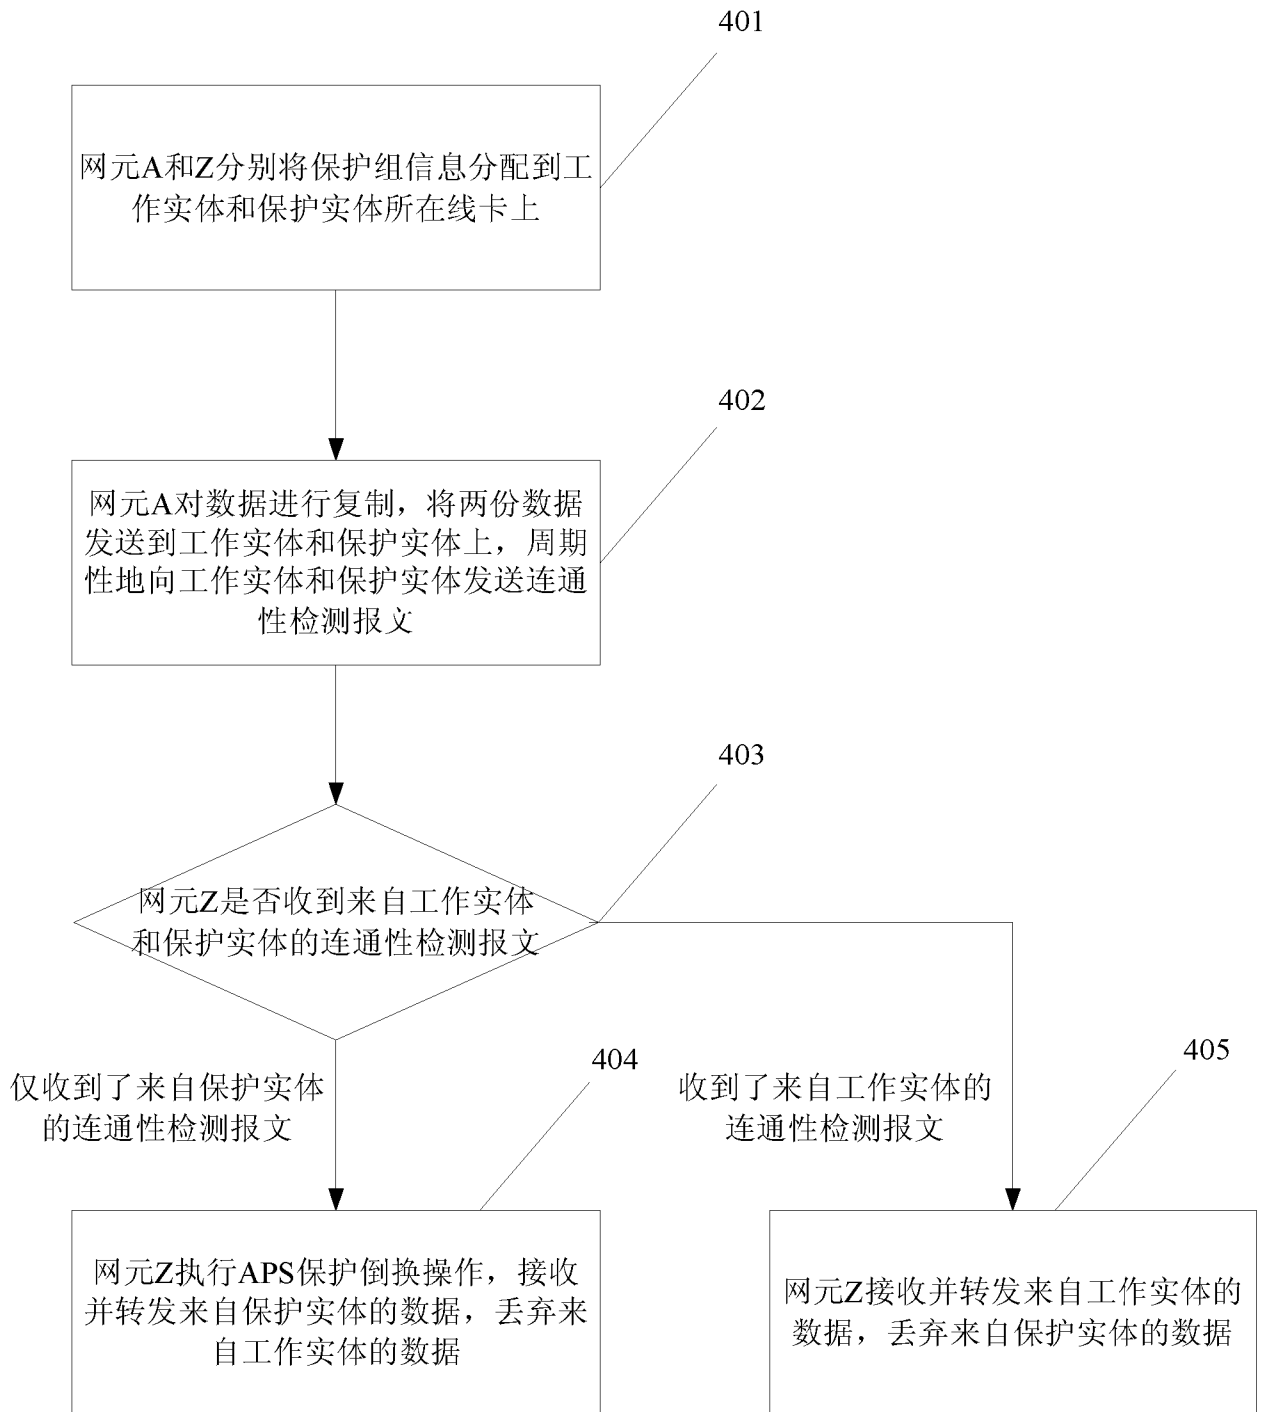 401
网元A和Z分别将保护组信息分配到工
作实体和保护实体所在线卡上
402
网元A对数据进行复制，将两份数据
发送到工作实体和保护实体上，周期
性地向工作实体和保护实体发送连通
性检测报文
403
网元Z是否收到来自工作实体
和保护实体的连通性检测报文
仅收到了来自保护实体
的连通性检测报文
404
收到了来自工作实体的
连通性检测报文
405
网元Z执行APS保护倒换操作，接收
并转发来自保护实体的数据，丢弃来
自工作实体的数据
网元Z接收并转发来自工作实体的
数据，丢弃来自保护实体的数据